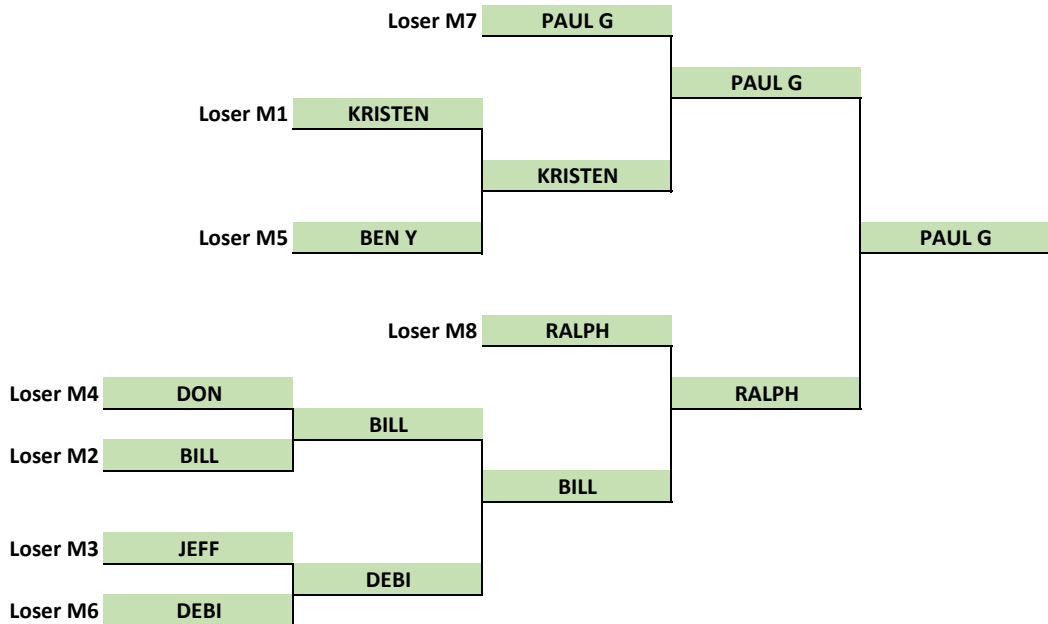 Loser M7 PAUL G
PAUL G
Loser M1 KRISTEN
KRISTEN
Loser M5 BEN Y
PAUL G
Loser M8 RALPH
Loser M4 DON
RALPH
BILL
Loser M2 BILL
BILL
Loser M3 JEFF
DEBI
Loser M6 DEBI